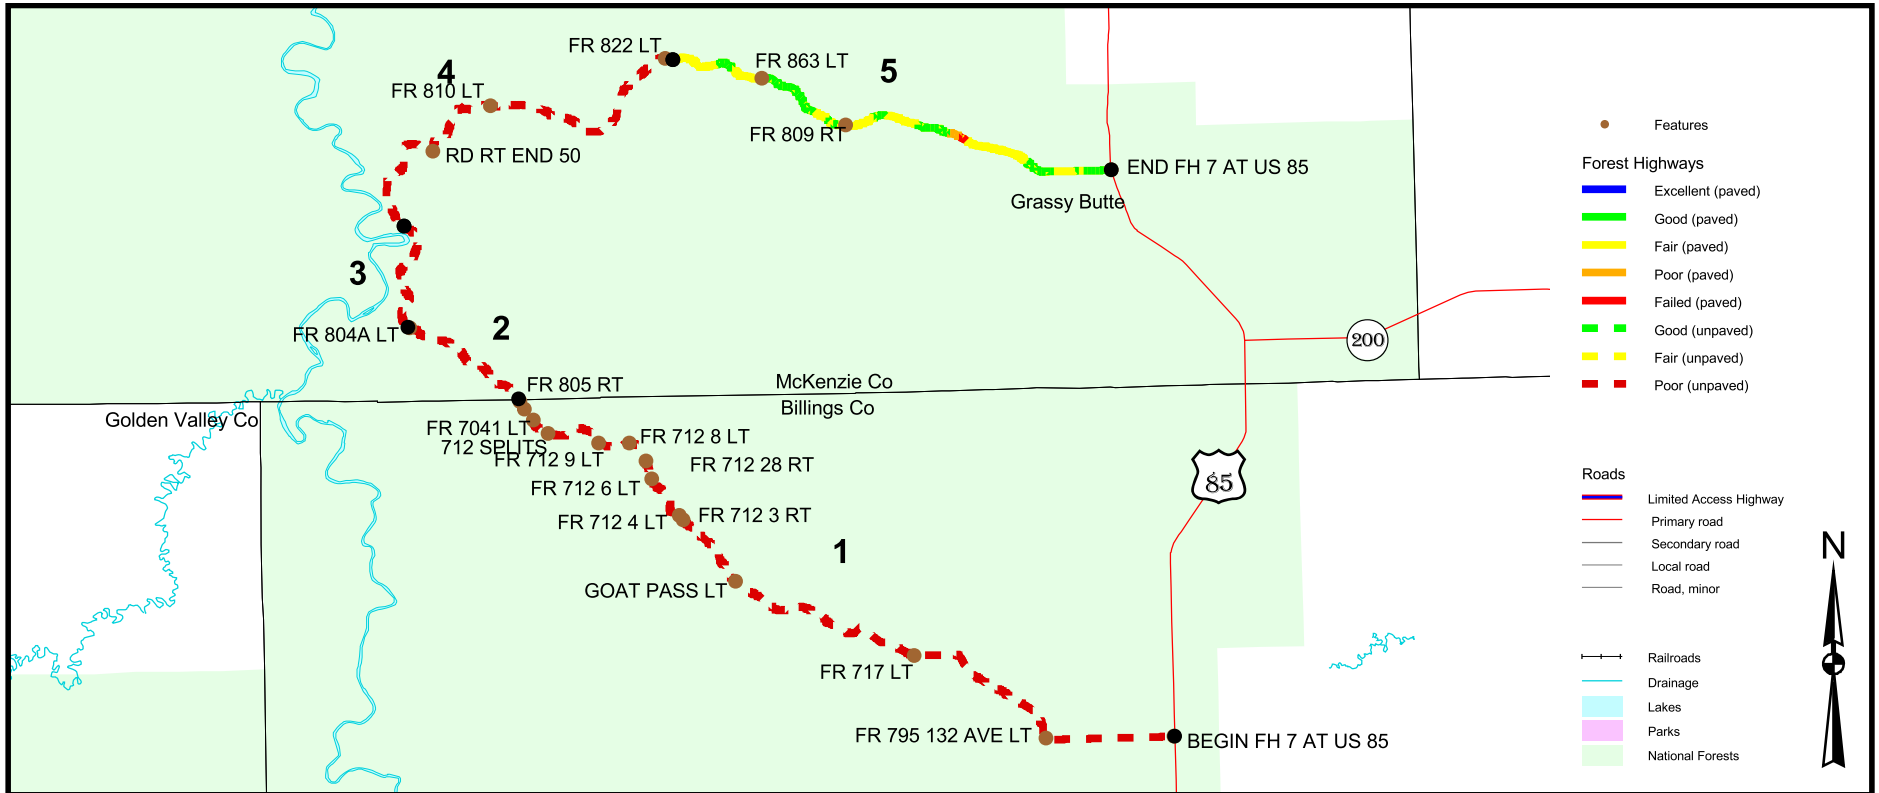 FR 822 LT
FR 863 LT
4
5
FR 810 LT
FR 809 RT
RD RT END 50
END FH 7 AT US 85
Grassy Butte
3
2
FR 804A LT
200
McKenzie Co
FR 805 RT
Billings Co
Golden Valley Co
FR 7041 LT
712 SPLITS
FR 712 9 LT
FR 712 8 LT
FR 712 28 RT
FR 712 6 LT
85
FR 712 4 LT
FR 712 3 RT
1
GOAT PASS LT
FR 717 LT
FR 795 132 AVE LT
BEGIN FH 7 AT US 85
Features
Forest Highways
Excellent (paved)
Good (paved)
Fair (paved)
Poor (paved)
Failed (paved)
Good (unpaved)
Fair (unpaved)
Poor (unpaved)
Roads
Limited Access Highway
Primary road
Secondary road
Local road
Road, minor
Railroads
Drainage
Lakes
Parks
National Forests
N